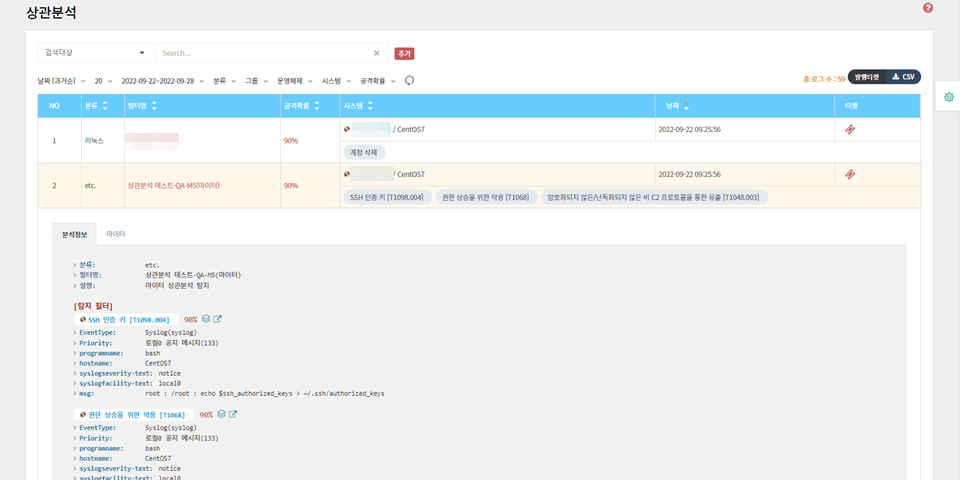 상관분석
검색대상 Search... 추가
날짜 (과거순) 20 2022-09-22~2022-09-28 분류 그룹 운영체제 시스템 공격확률 총 로그 수 : 59 발행티켓 CSV
NO 분류 필터명 공격확률 시스템 날짜 티켓
1 리눅스 90% / CentOS7 2022-09-22 09:25:56
계정 삭제
2 etc. 상관분석 테스트-QA-MS(마이터) 90% / CentOS7 2022-09-22 09:25:56
SSH 인증 키 [T1098.004] 권한 상승을 위한 악용 [T1068] 암호화되지 않은/난독화되지 않은 비 C2 프로토콜을 통한 유출 [T1048.003]
분석정보 마이터
> 분류: etc.
> 필터명: 상관분석 테스트-QA-MS(마이터)
> 설명: 마이터 상관분석 탐지
[탐지 필터]
SSH 인증 키 [T1098.004] 90%
> EventType: Syslog(syslog)
> Priority: 로컬0 공지 메시지(133)
> programname: bash
> hostname: CentOS7
> syslogseverity-text: notice
> syslogfacility-text: local0
> msg: root : /root : echo $ssh_authorized_keys > ~/.ssh/authorized_keys
권한 상승을 위한 악용 [T1068] 90%
> EventType: Syslog(syslog)
> Priority: 로컬0 공지 메시지(133)
> programname: bash
> hostname: CentOS7
> syslogseverity-text: notice
> syslogfacility-text: local0